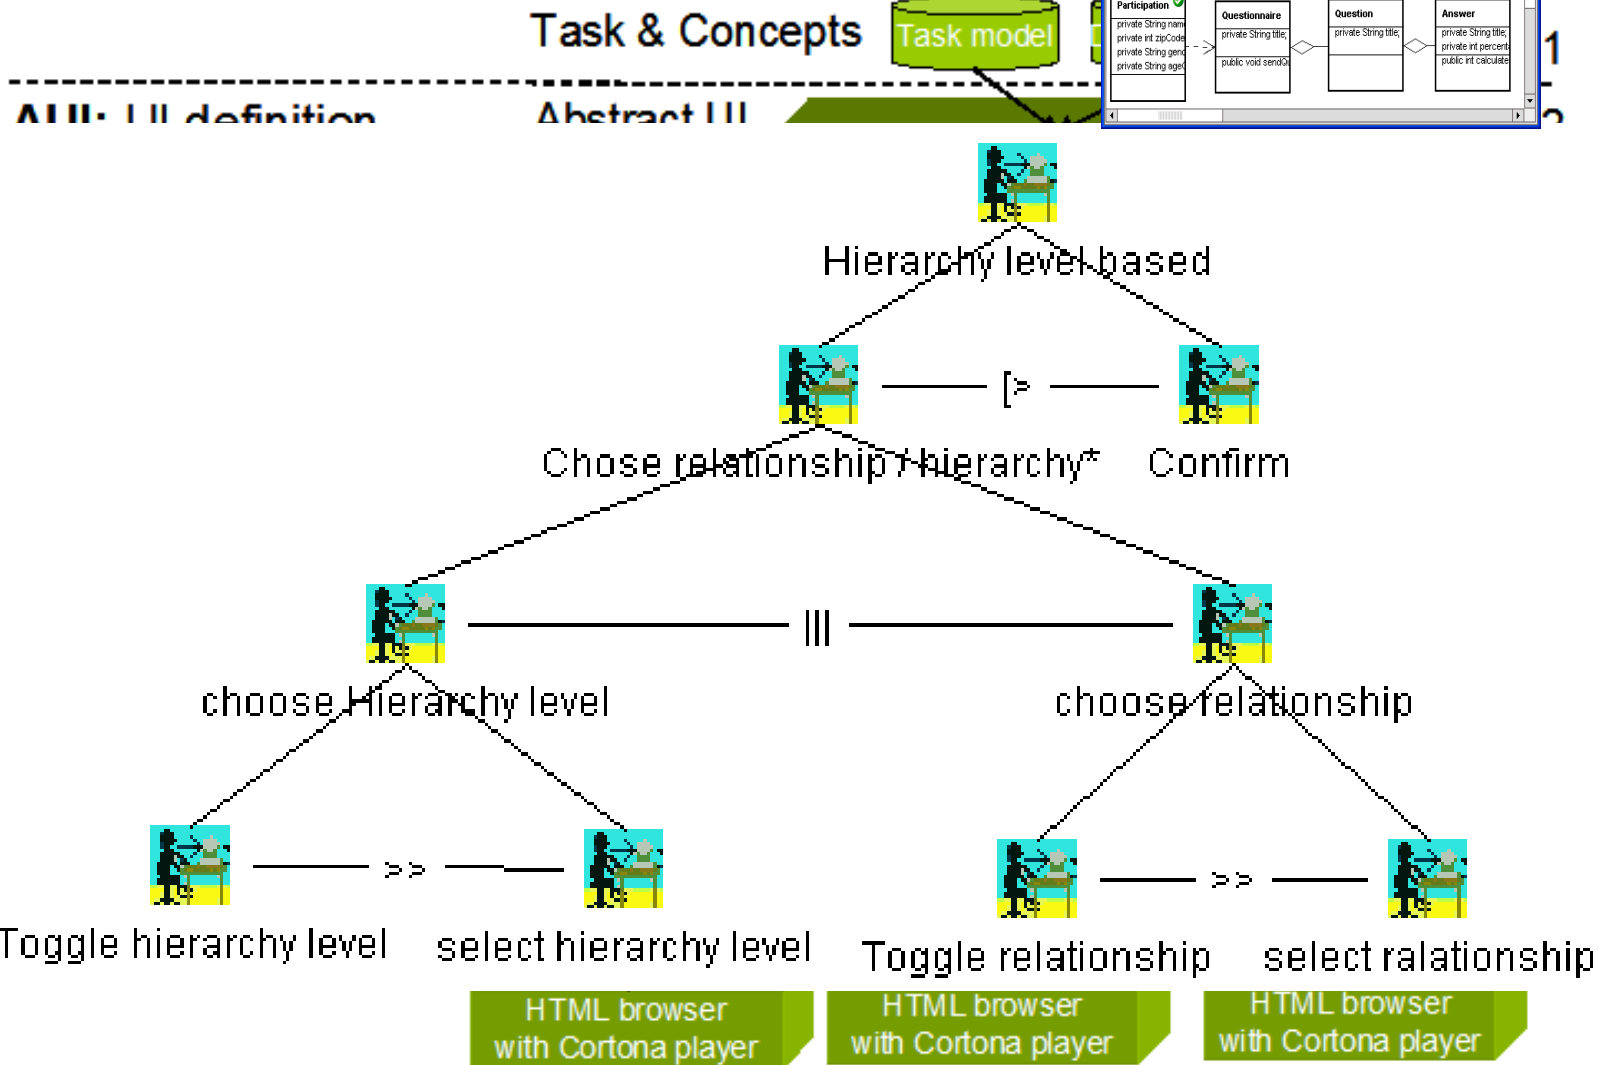 Task & Concepts
Task model
Participation
private String name
private int zipCode
private String gend
private String age
Questionnaire
private String title;
public void sendQ
Question
private String title;
Answer
private String title;
private int percent
public int calculate
1
AUI: UI definition
Abstract UI
2
Hierarchy level based
[>
Chose relationship / hierarchy*
Confirm
|||
choose Hierarchy level
choose relationship
>>
>>
Toggle hierarchy level
select hierarchy level
Toggle relationship
select ralationship
HTML browser
with Cortona player
HTML browser
with Cortona player
HTML browser
with Cortona player